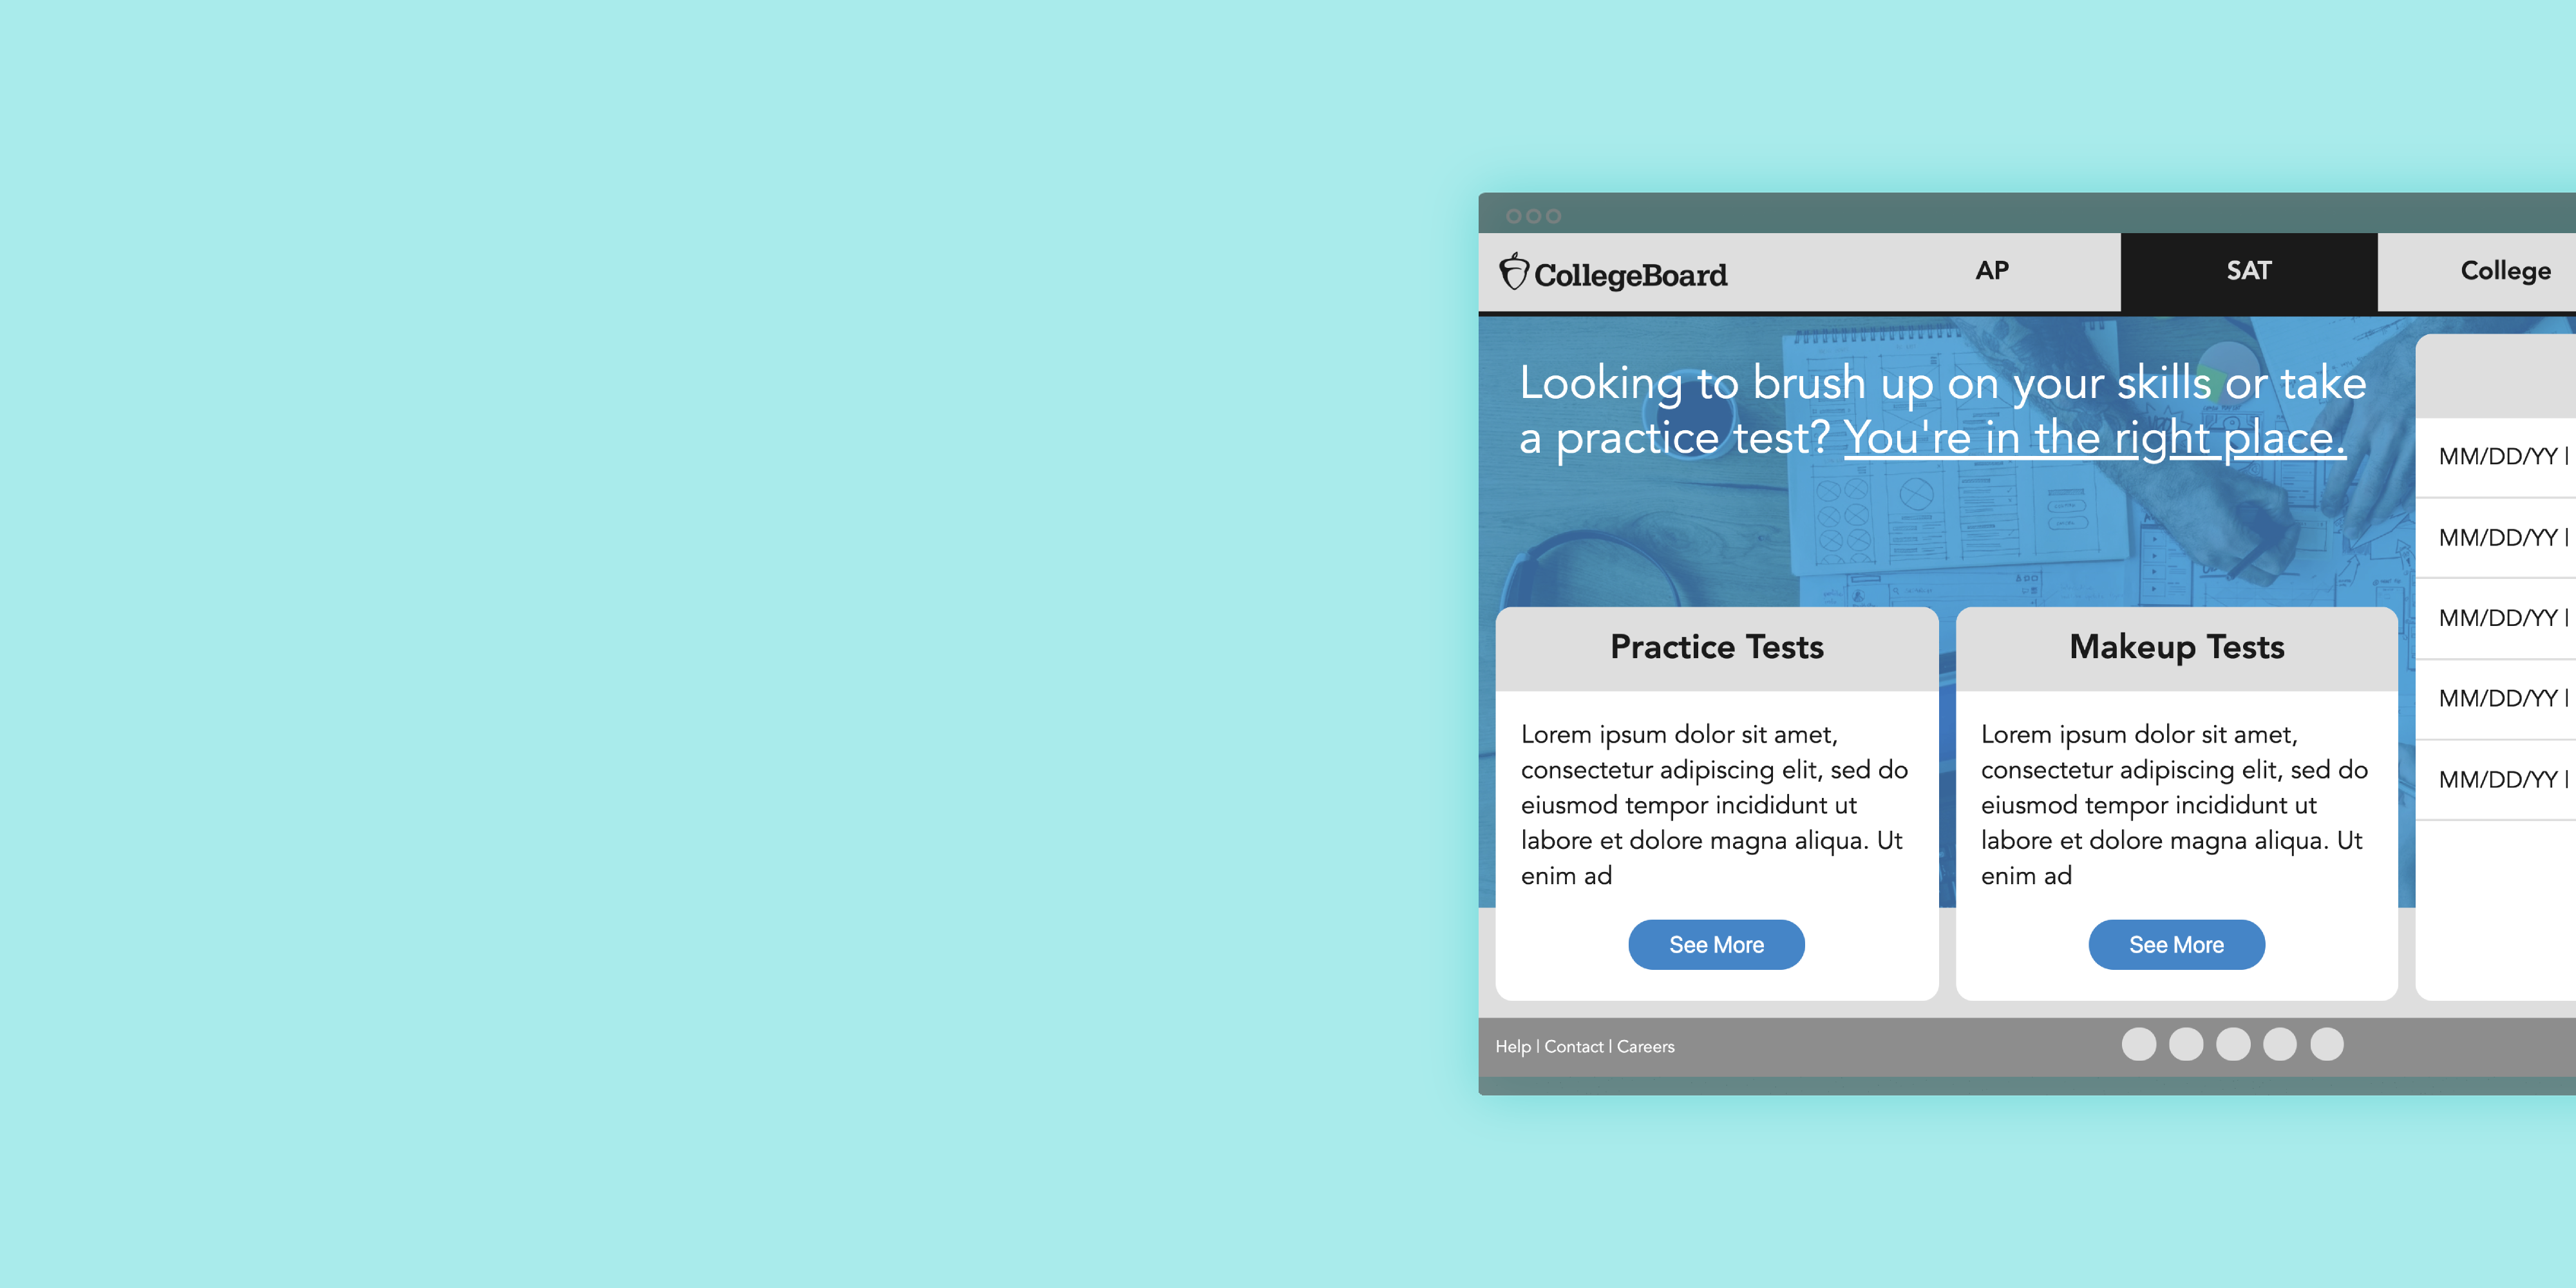 CollegeBoard
AP
SAT
College
Looking to brush up on your skills or take
a practice test? You're in the right place.
MM/DD/YY |
MM/DD/YY |
MM/DD/YY |
MM/DD/YY |
MM/DD/YY |
Practice Tests
Lorem ipsum dolor sit amet,
consectetur adipiscing elit, sed do
eiusmod tempor incididunt ut
labore et dolore magna aliqua. Ut
enim ad
See More
Makeup Tests
Lorem ipsum dolor sit amet,
consectetur adipiscing elit, sed do
eiusmod tempor incididunt ut
labore et dolore magna aliqua. Ut
enim ad
See More
Help | Contact | Careers